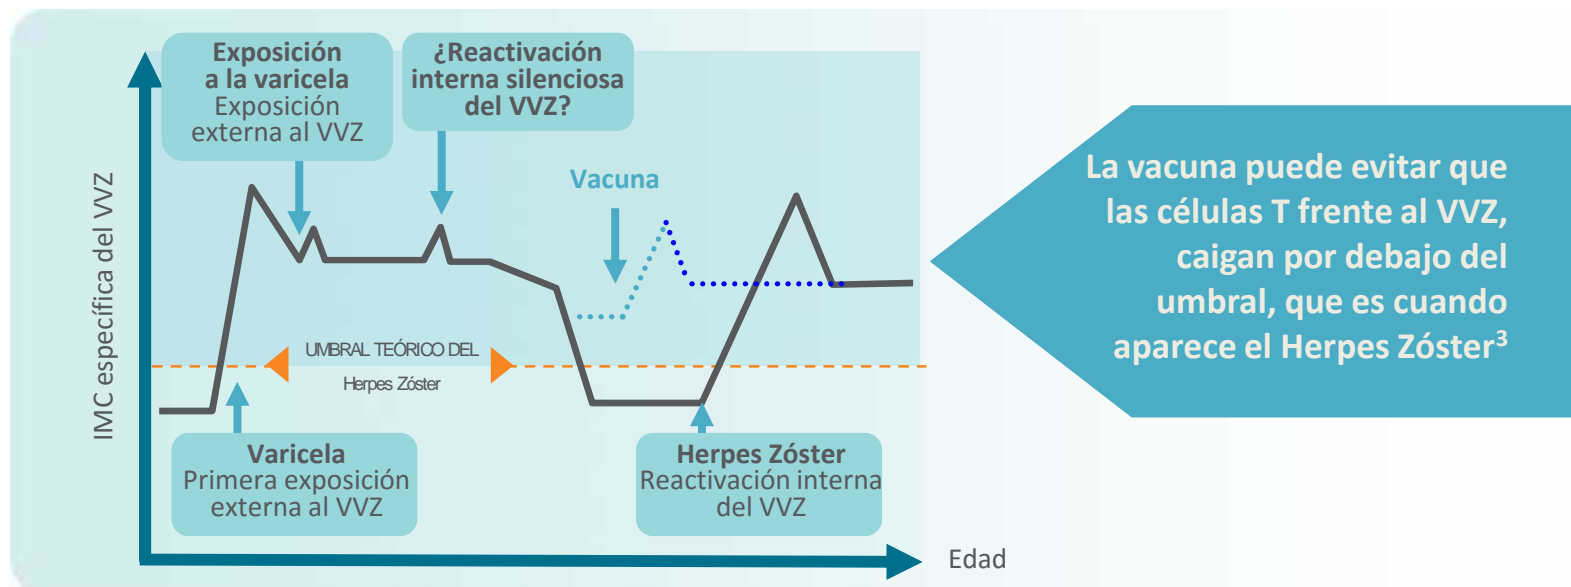 Exposición
a la varicela
Exposición
externa al VVZ
¿Reactivación
interna silenciosa
del VVZ?
Vacuna
IMC específica del VVZ
UMBRAL TEÓRICO DEL
Herpes Zóster
Varicela
Primera exposición
externa al VVZ
Herpes Zóster
Reactivación interna
del VVZ
Edad
La vacuna puede evitar que
las células T frente al VVZ,
caigan por debajo del
umbral, que es cuando
aparece el Herpes Zóster³